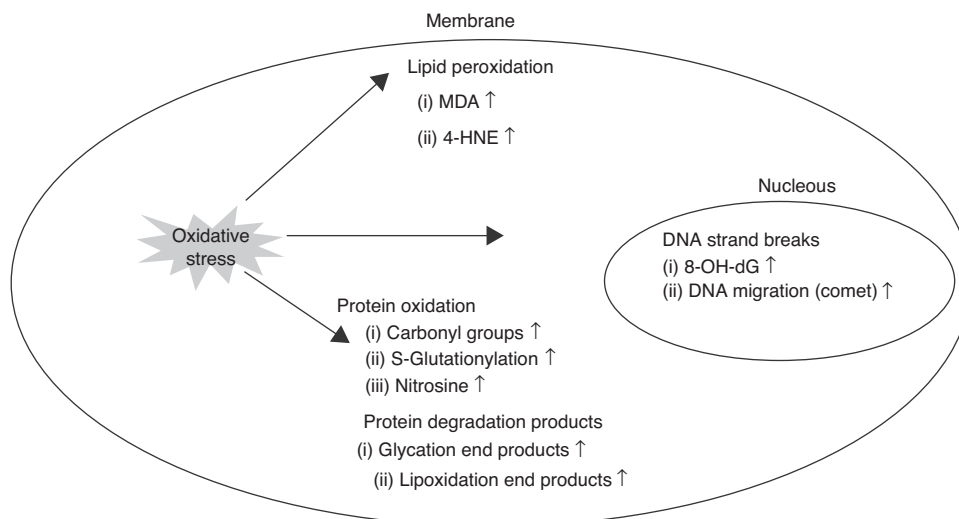 Membrane
Lipid peroxidation
(i) MDA ↑
(ii) 4-HNE ↑
Nucleous
Oxidative
stress
DNA strand breaks
(i) 8-OH-dG ↑
(ii) DNA migration (comet) ↑
Protein oxidation
(i) Carbonyl groups ↑
(ii) S-Glutationylation ↑
(iii) Nitrosine ↑
Protein degradation products
(i) Glycation end products ↑
(ii) Lipoxidation end products ↑